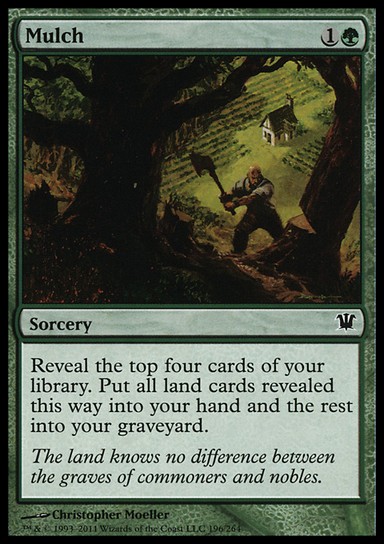 Mulch 1
Sorcery
Reveal the top four cards of your
library. Put all land cards revealed
this way into your hand and the rest
into your graveyard.
The land knows no difference between
the graves of commoners and nobles.
Christopher Moeller
™ & © 1993–2011 Wizards of the Coast LLC 196/264